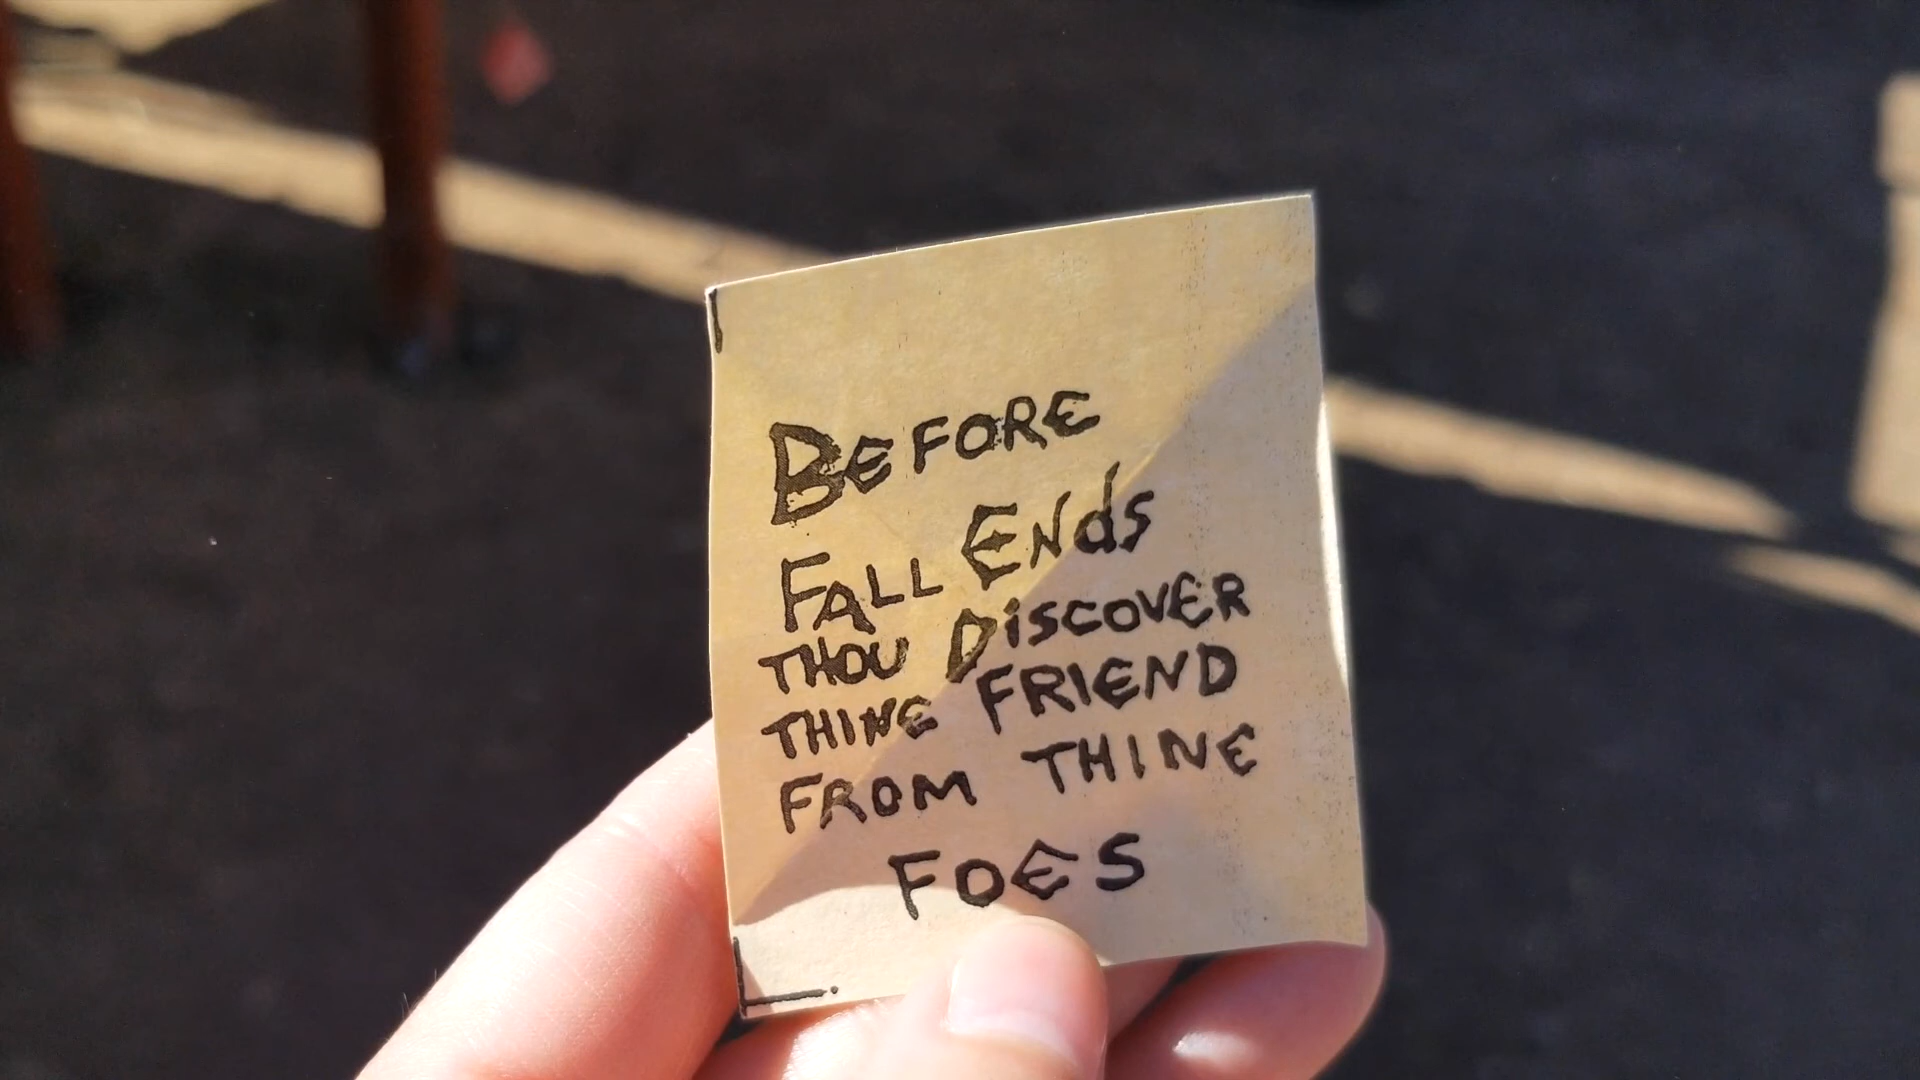 BEFORE
FALL ENdS
THOU DiSCOVER
THINE FRIEND
FROM THINE
FOES